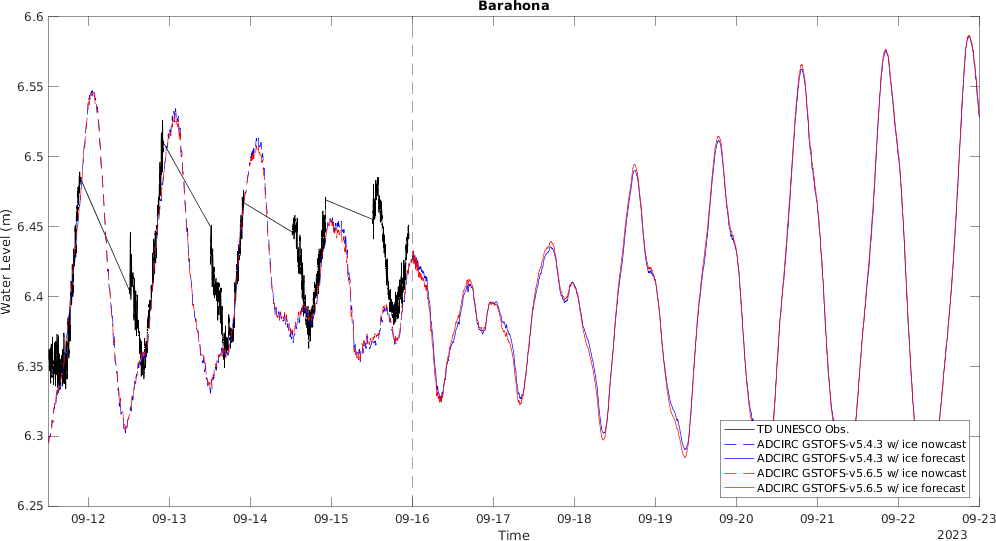 Barahona
6.6
6.55
6.5
6.45
6.4
6.35
6.3
6.25
Water Level (m)
TD UNESCO Obs.
ADCIRC GSTOFS-v5.4.3 w/ ice nowcast
ADCIRC GSTOFS-v5.4.3 w/ ice forecast
ADCIRC GSTOFS-v5.6.5 w/ ice nowcast
ADCIRC GSTOFS-v5.6.5 w/ ice forecast
09-12 09-13 09-14 09-15 09-16 09-17 09-18 09-19 09-20 09-21 09-22 09-23
Time
2023